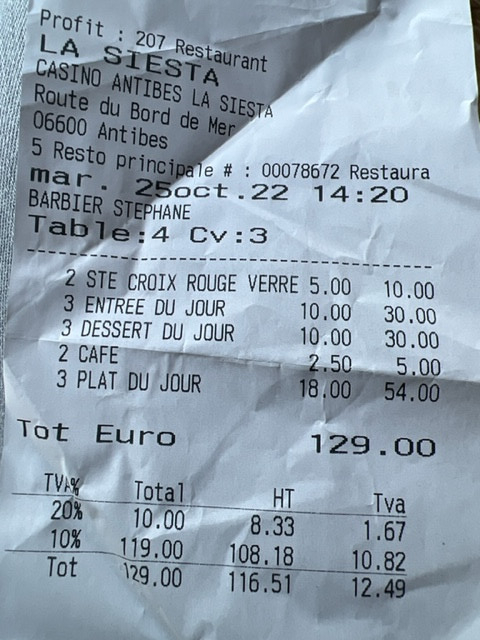 Profit : 207 Restaurant
LA SIESTA
CASINO ANTIBES LA SIESTA
Route du Bord de Mer
06600 Antibes
5 Resto principale # : 00078672 Restaura
mar. 25oct.22 14:20
BARBIER STEPHANE
Table:4 Cv:3
2 STE CROIX ROUGE VERRE 5.00 10.00
3 ENTREE DU JOUR 10.00 30.00
3 DESSERT DU JOUR 10.00 30.00
2 CAFE 2.50 5.00
3 PLAT DU JOUR 18.00 54.00
Tot Euro 129.00
TVA% Total HT Tva
20% 10.00 8.33 1.67
10% 119.00 108.18 10.82
Tot 129.00 116.51 12.49